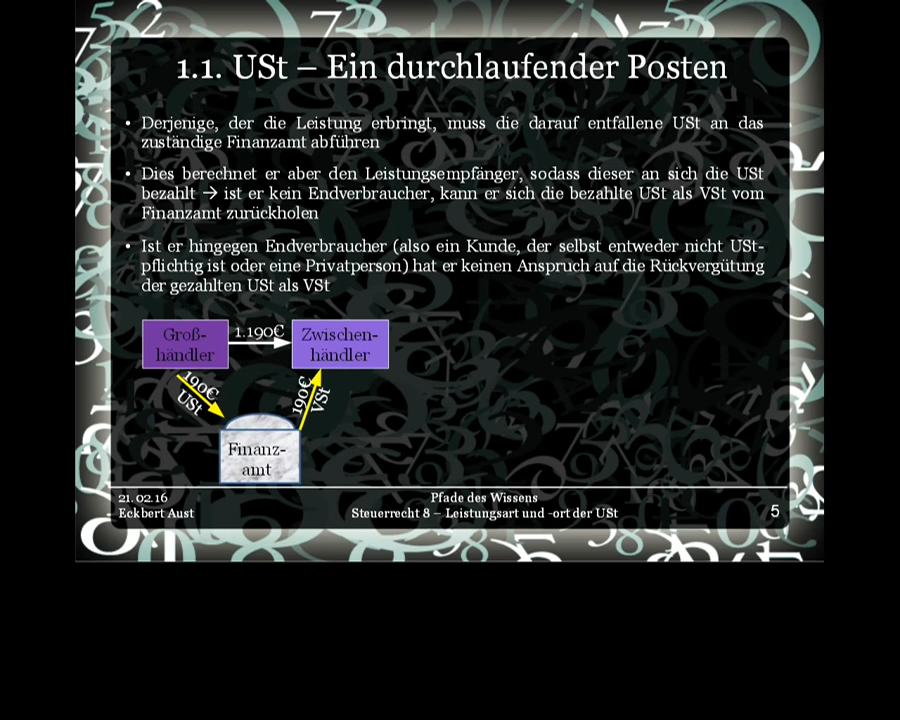 1.1. USt – Ein durchlaufender Posten
• Derjenige, der die Leistung erbringt, muss die darauf entfallene USt an das
zuständige Finanzamt abführen
• Dies berechnet er aber den Leistungsempfänger, sodass dieser an sich die USt
bezahlt → ist er kein Endverbraucher, kann er sich die bezahlte USt als VSt vom
Finanzamt zurückholen
• Ist er hingegen Endverbraucher (also ein Kunde, der selbst entweder nicht USt-
pflichtig ist oder eine Privatperson) hat er keinen Anspruch auf die Rückvergütung
der gezahlten USt als VSt
Groß-
händler
1.190€
Zwischen-
händler
190€
USt
190€
VSt
Finanz-
amt
21.02.16
Eckbert Aust
Pfade des Wissens
Steuerrecht 8 – Leistungsart und -ort der USt
5